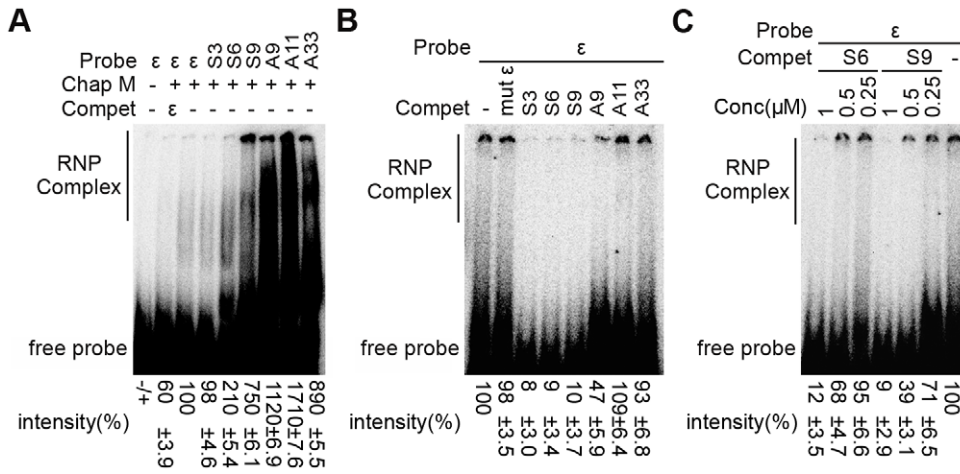 A
Probe ε ε ε S3 S6 S9 A9 A11 A33
Chap M - + + + + + + + +
Compet ε - - - - - - -
RNP
Complex
free probe
intensity(%) -/+ 60 ±3.9 100 98 ±4.6 210 ±5.4 750 ±6.1 1120±6.9 1710±7.6 890 ±5.5
B
Probe ε
Compet - mut ε S3 S6 S9 A9 A11 A33
RNP
Complex
free probe
intensity(%) 100 98 ±3.5 8 ±3.0 9 ±3.4 10 ±3.7 47 ±5.9 109±6.4 93 ±6.8
C
Probe ε
Compet S6 S9 -
Conc(µM) 1 0.5 0.25 1 0.5 0.25
RNP
Complex
free probe
intensity(%) 12 ±3.5 68 ±4.7 95 ±6.6 9 ±2.9 39 ±3.1 71 ±6.5 100